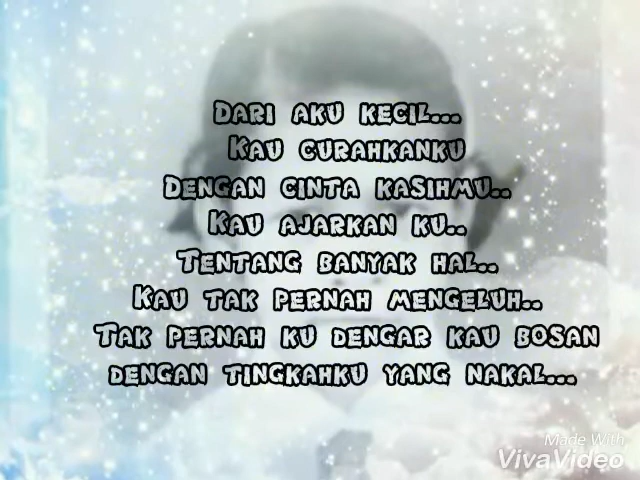 Dari aku kecil...
Kau curahkanku
Dengan cinta kasihmu..
Kau ajarkan ku..
Tentang banyak hal..
Kau tak pernah mengeluh..
Tak pernah ku dengar kau bosan
dengan tingkahku yang nakal...
Made With
VivaVideo